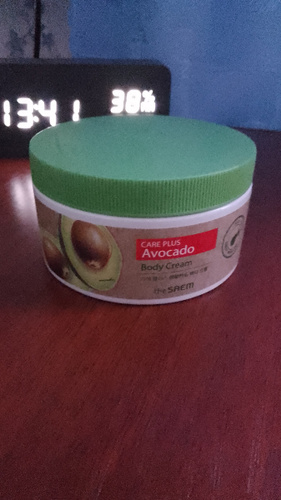 13:41 38%
CARE PLUS
Avocado
Body Cream
the SAEM